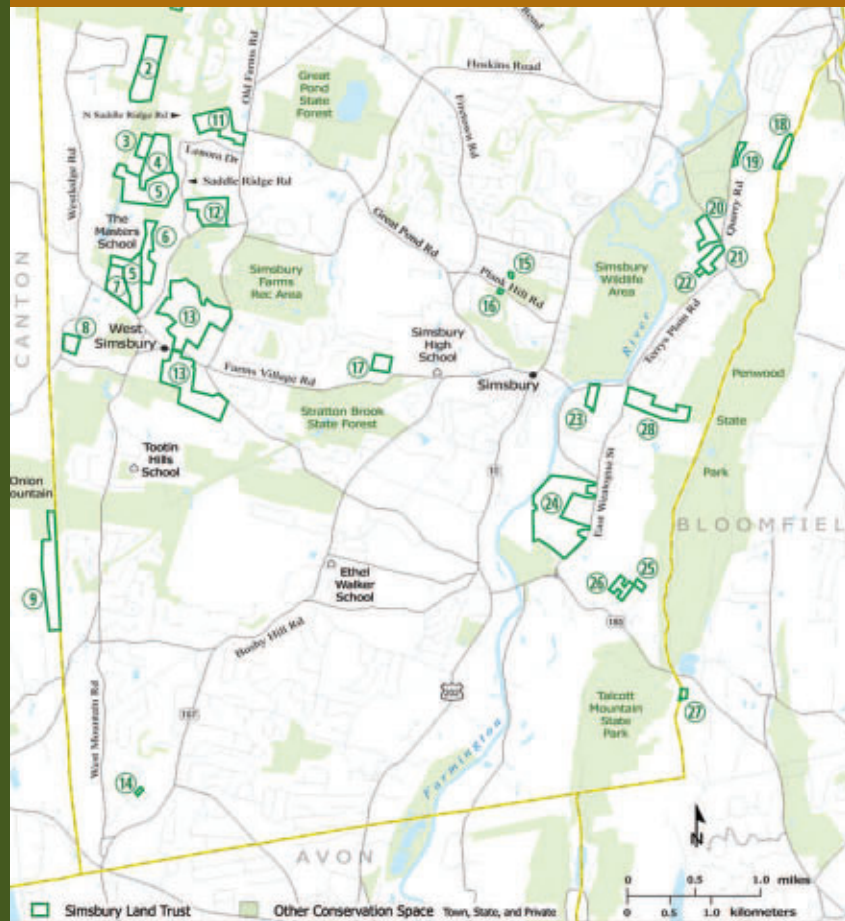 Road
Hoskins Road
Old Farms Rd
Great
Pond
State
Forest
Firetown Rd
②
N Saddle Ridge Rd
⑪
⑱
③
④
Lenora Dr
⑲
Westledge Rd
Saddle Ridge Rd
⑤
Quarry Rd
The
Masters
School
⑫
⑥
Great Pond Rd
⑳
Simsbury
Farms
Rec Area
⑮
Simsbury
Wildlife
Area
㉑
⑤
⑦
Plank Hill Rd
⑯
㉒
CANTON
⑧
⑬
West
Simsbury
Simsbury
High
School
River
Terrys Plain Rd
⑬
Farms Village Rd
⑰
Simsbury
Penwood
State
Park
Stratton Brook
State Forest
㉓
㉘
Tootin
Hills
School
Onion
Mountain
10
㉔
East Weatogue St
BLOOMFIELD
⑨
Ethel
Walker
School
㉖
㉕
185
Bushy Hill Rd
West Mountain Rd
202
167
Talcott
Mountain
State
Park
㉗
Farmington
⑭
N
AVON
0 0.5 1.0 miles
0 0.5 1.0 kilometers
Simsbury Land Trust
Other Conservation Space Town, State, and Private